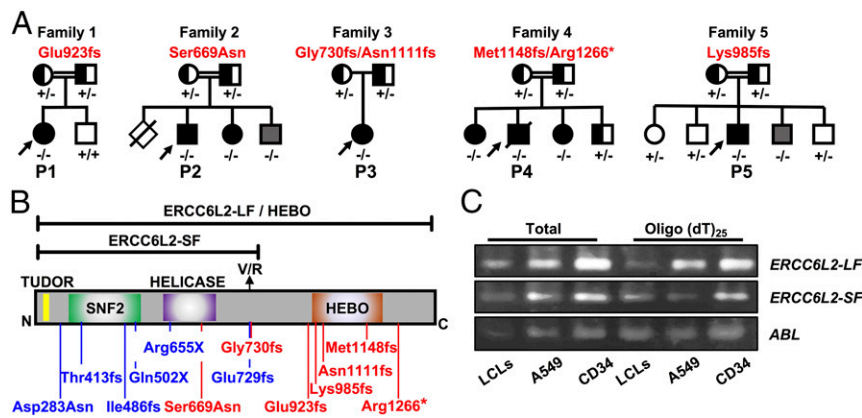 A
Family 1
Glu923fs
+/- +/-
-/- +/+
P1
Family 2
Ser669Asn
+/- +/-
-/- -/- -/-
P2
Family 3
Gly730fs/Asn1111fs
+/- +/-
-/-
P3
Family 4
Met1148fs/Arg1266*
+/- +/-
-/- -/- -/- +/-
P4
Family 5
Lys985fs
+/- +/-
+/- +/- -/- -/- +/-
P5
B
ERCC6L2-LF / HEBO
ERCC6L2-SF
V/R
TUDOR
HELICASE
SNF2
HEBO
N
C
Arg655X
Gly730fs
Met1148fs
Thr413fs
Gln502X
Glu729fs
Asn1111fs
Lys985fs
Asp283Asn
Ile486fs
Ser669Asn
Glu923fs
Arg1266*
C
Total
Oligo (dT)25
ERCC6L2-LF
ERCC6L2-SF
ABL
LCLs
A549
CD34
LCLs
A549
CD34